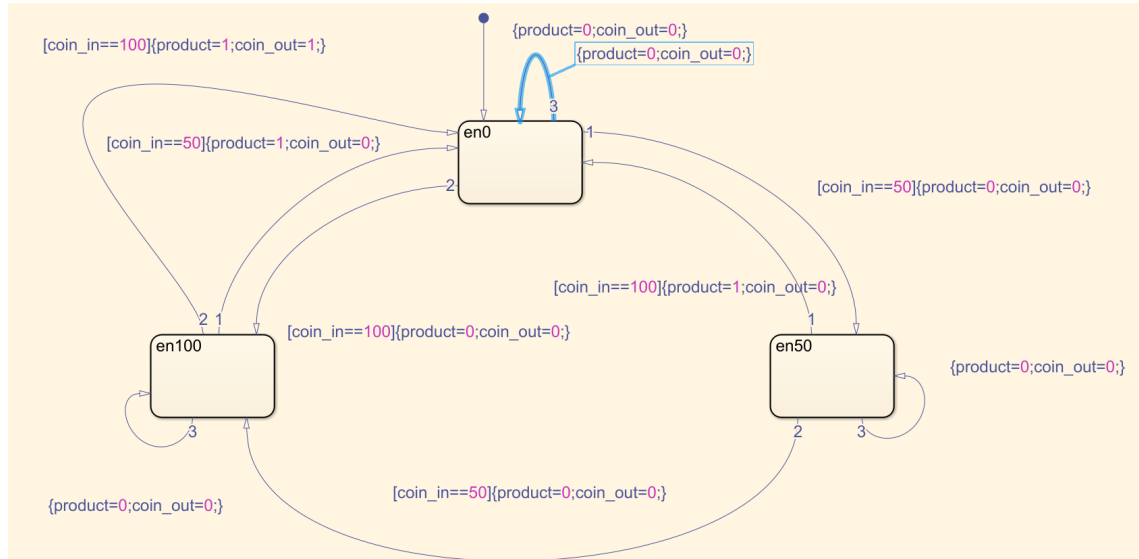 {product=0;coin_out=0;}
[coin_in==100]{product=1;coin_out=1;}
{product=0;coin_out=0;}
3
en0
1
[coin_in==50]{product=1;coin_out=0;}
2
[coin_in==50]{product=0;coin_out=0;}
[coin_in==100]{product=1;coin_out=0;}
2 1
1
[coin_in==100]{product=0;coin_out=0;}
en100
en50
{product=0;coin_out=0;}
3
2
3
[coin_in==50]{product=0;coin_out=0;}
{product=0;coin_out=0;}